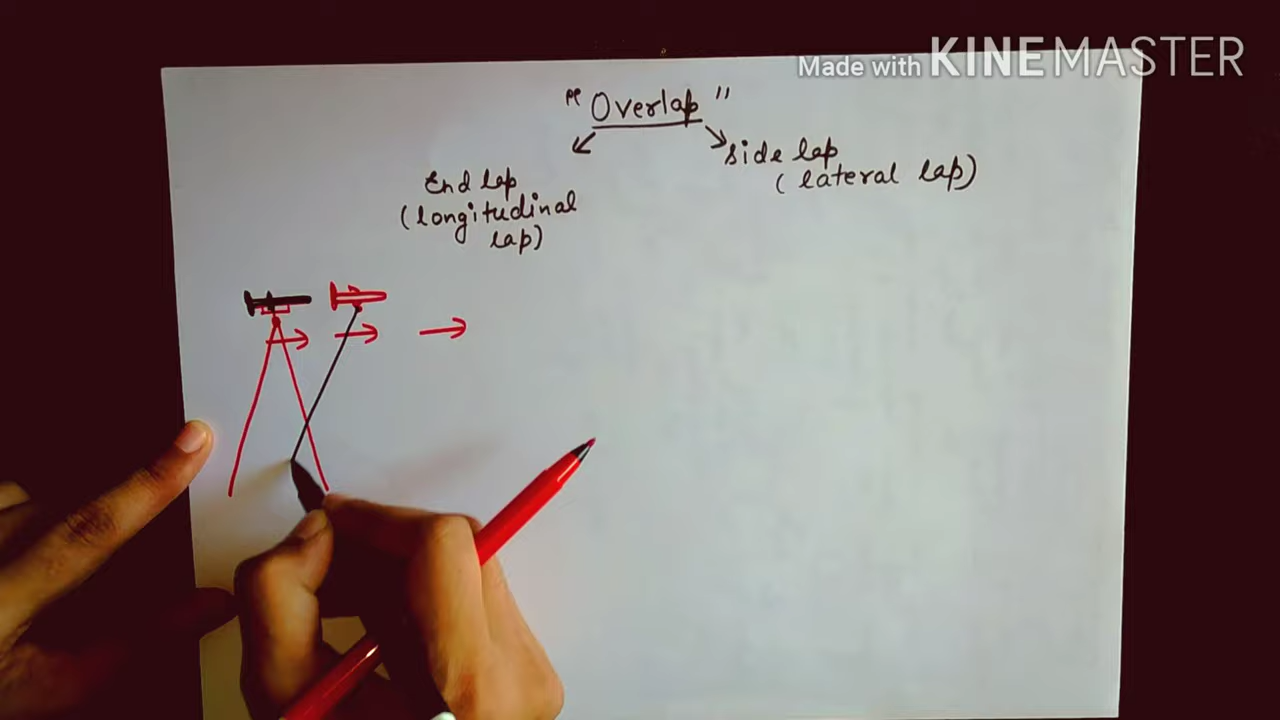 Made with KINEMASTER
"Overlap"
End lap
(longitudinal
lap)
Side lap
(lateral lap)